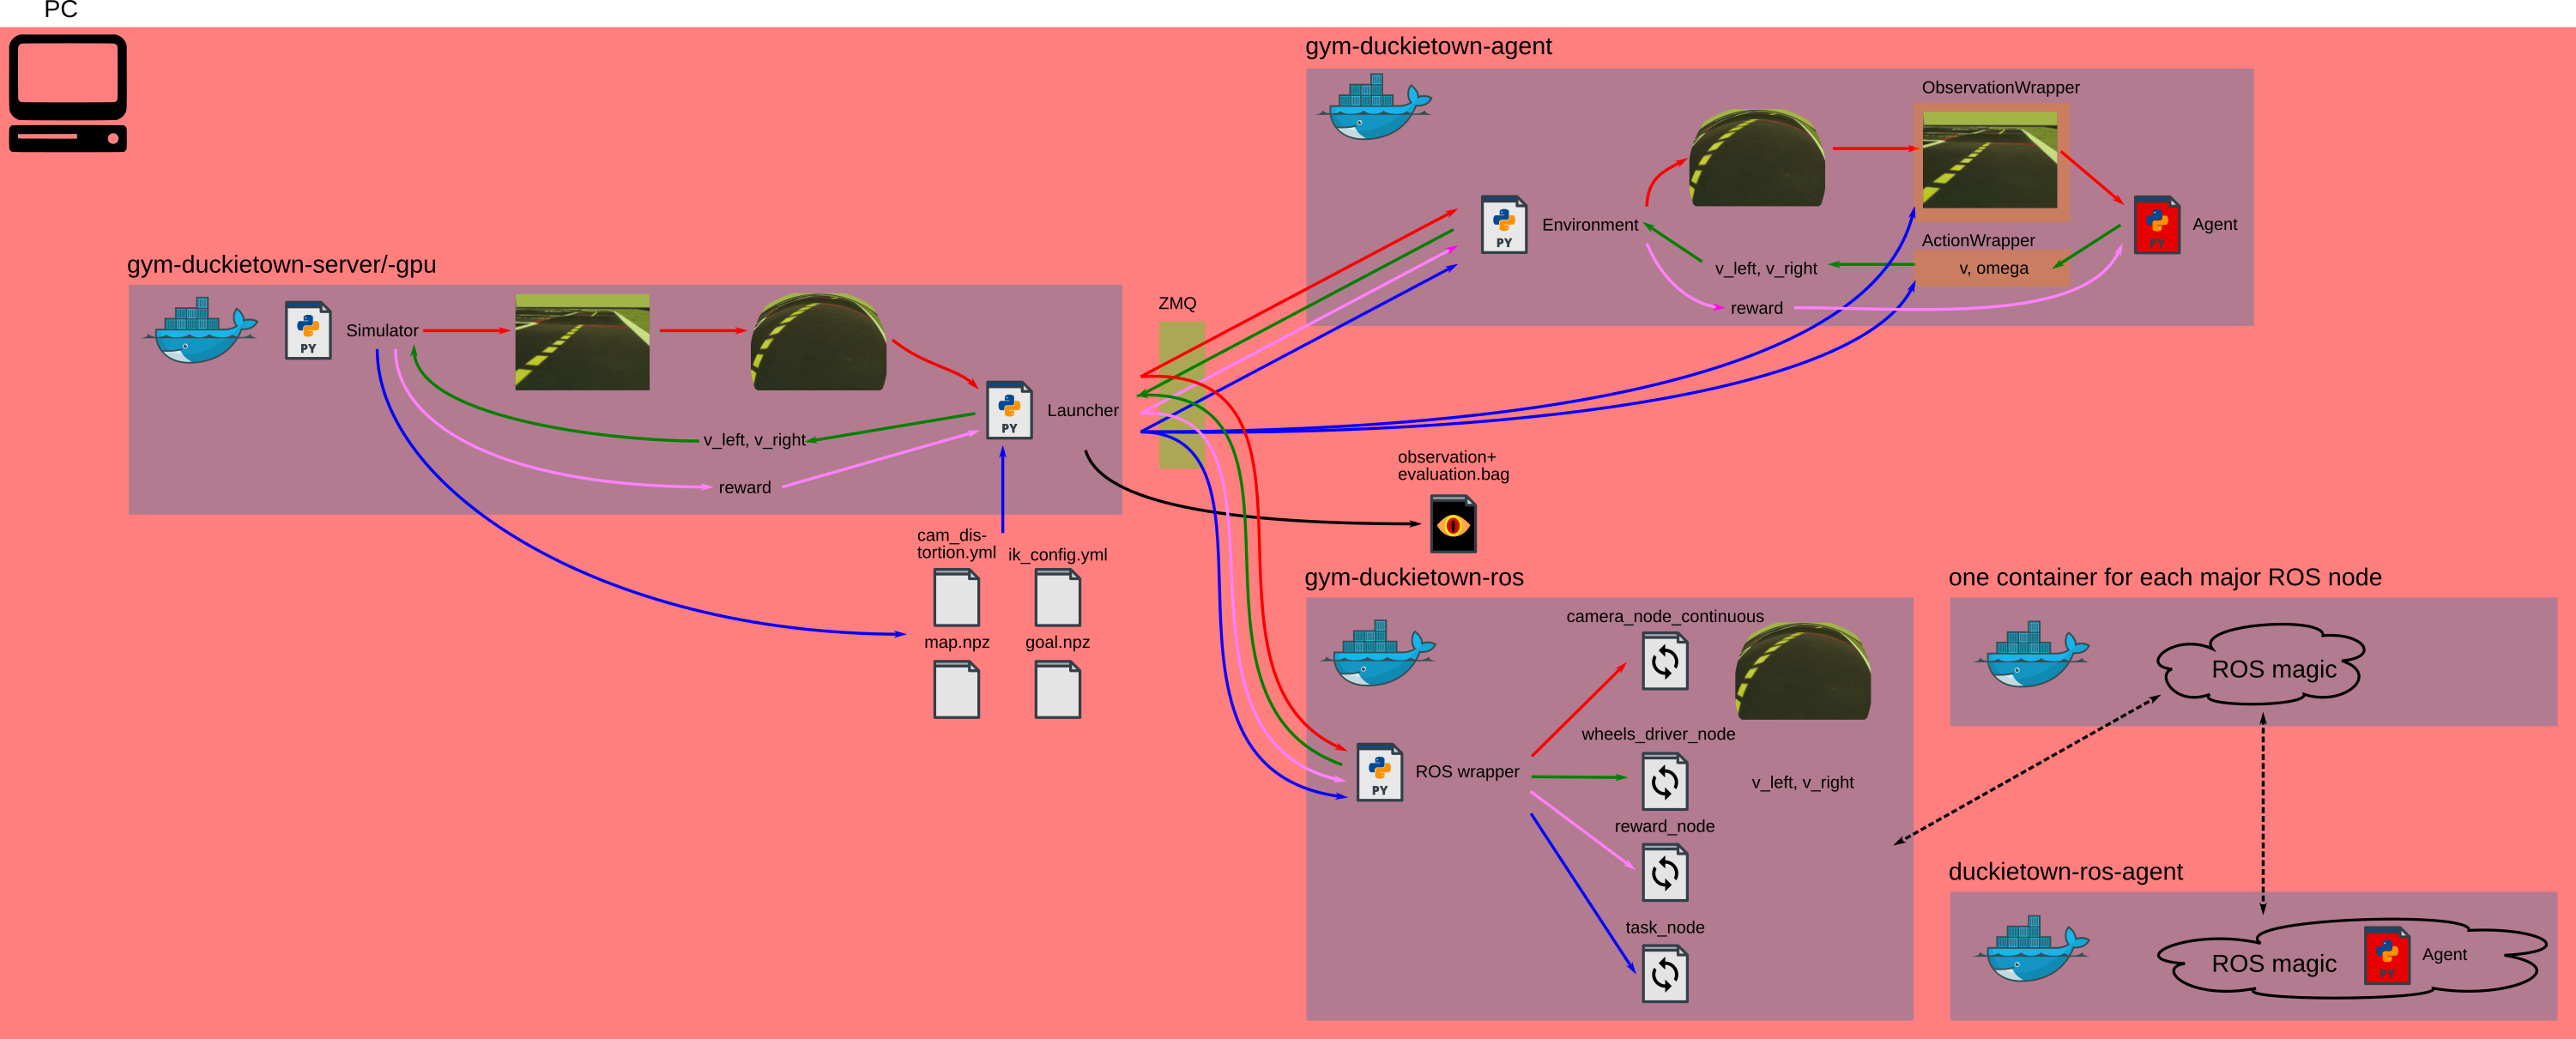 PC
gym-duckietown-agent
ObservationWrapper
PY
Environment
PY
Agent
ActionWrapper
v_left, v_right
v, omega
reward
gym-duckietown-server/-gpu
PY
Simulator
ZMQ
PY
Launcher
v_left, v_right
reward
observation+
evaluation.bag
cam_dis-
tortion.yml
ik_config.yml
map.npz
goal.npz
gym-duckietown-ros
camera_node_continuous
wheels_driver_node
PY
ROS wrapper
v_left, v_right
reward_node
task_node
one container for each major ROS node
ROS magic
duckietown-ros-agent
ROS magic
PY
Agent